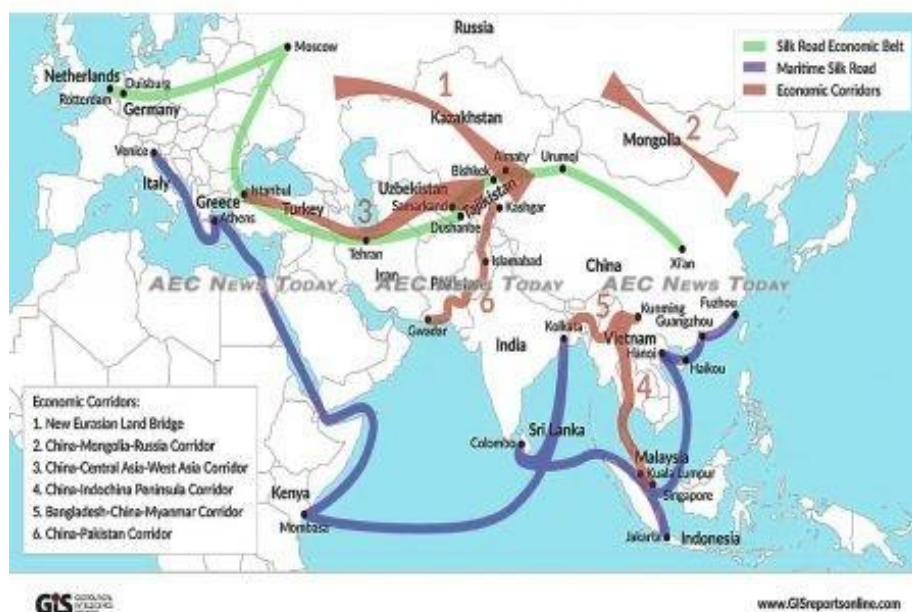 Russia
Silk Road Economic Belt
Maritime Silk Road
Economic Corridors
Moscow
Netherlands
Duisburg
Rotterdam
Germany
1
Kazakhstan
2
Mongolia
Venice
Italy
Almaty
Urumqi
Bishkek
Istanbul
Uzbekistan
Tajikistan
Greece
Turkey
Samarkand
Kashgar
Athens
3
Dushanbe
Tehran
Xi'an
Iran
Islamabad
China
AEC NEWS TODAY
AEC NEWS TODAY
AEC NEWS TODAY
6
5
Kunming
Fuzhou
Gwadar
Kolkata
Guangzhou
Vietnam
India
Hanoi
Haikou
4
Economic Corridors:
1. New Eurasian Land Bridge
2. China-Mongolia-Russia Corridor
3. China-Central Asia-West Asia Corridor
4. China-Indochina Peninsula Corridor
5. Bangladesh-China-Myanmar Corridor
6. China-Pakistan Corridor
Sri Lanka
Colombo
Malaysia
Kuala Lumpur
Singapore
Kenya
Mombasa
Jakarta
Indonesia
GIS
www.GISreportsonline.com